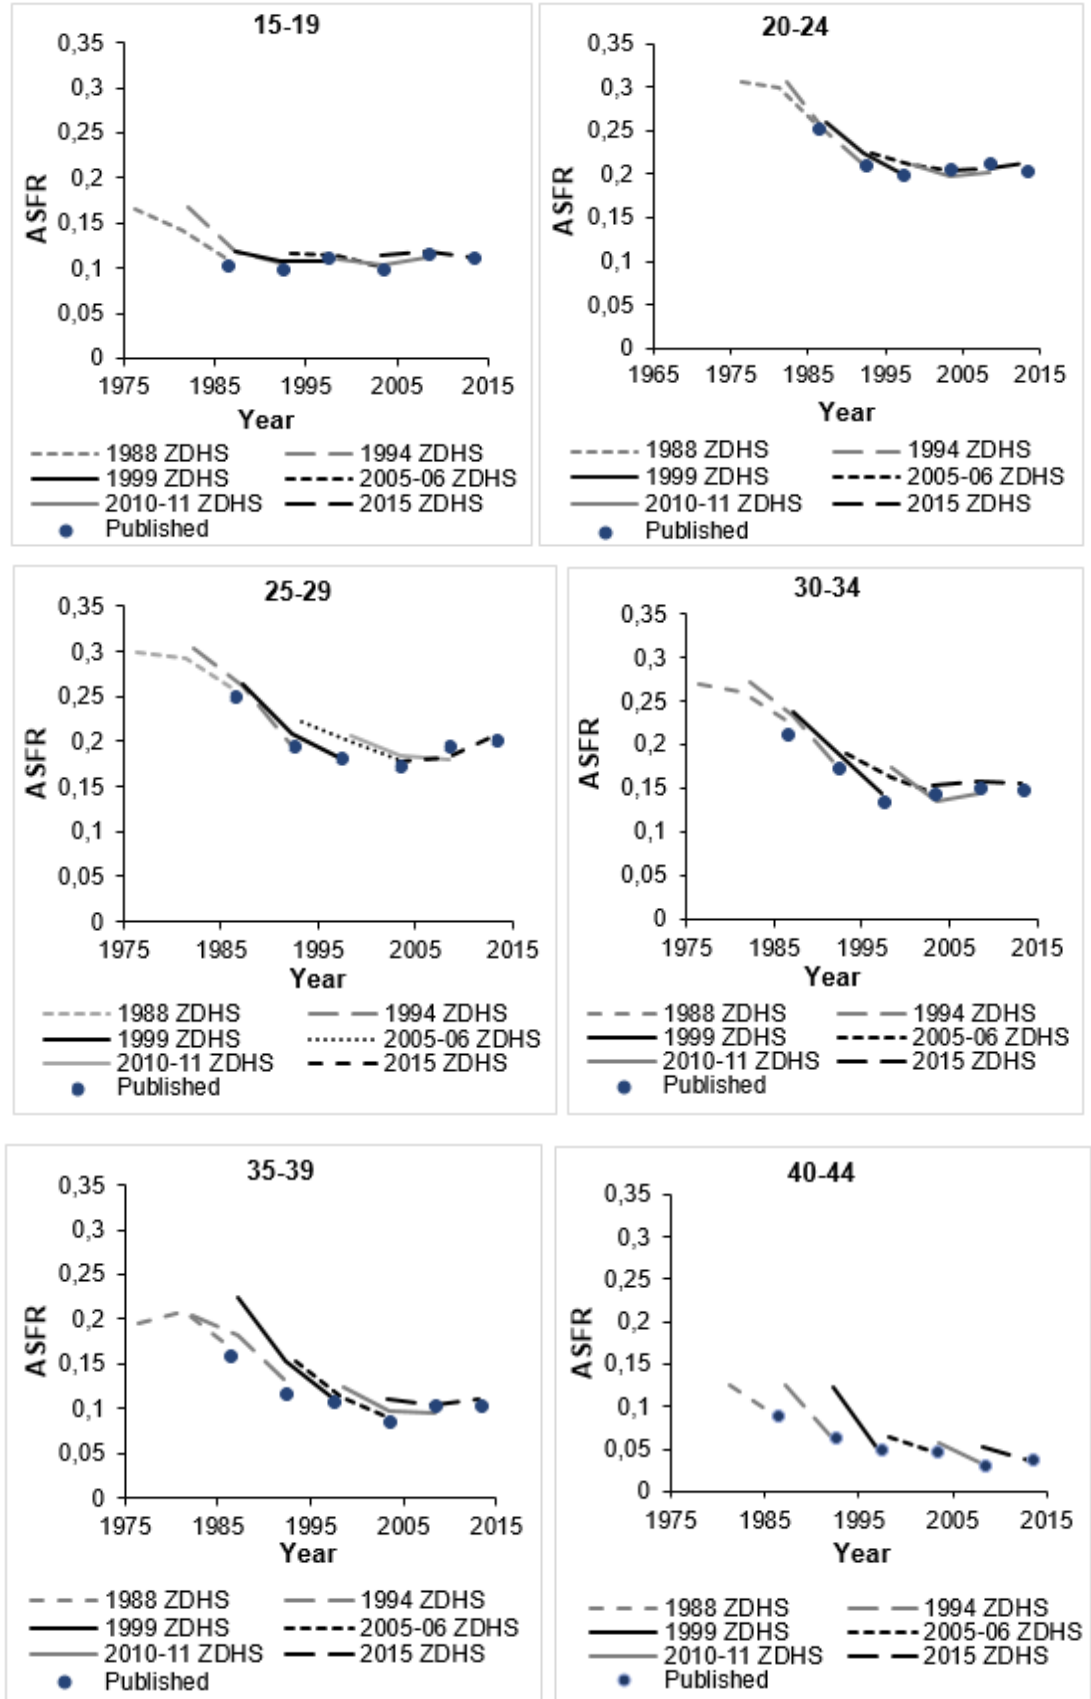 15-19
0,35
0,3
0,25
0,2
0,15
0,1
0,05
0
ASFR
1975 1985 1995 2005 2015
Year
1988 ZDHS 1994 ZDHS
1999 ZDHS 2005-06 ZDHS
2010-11 ZDHS 2015 ZDHS
Published
20-24
0,35
0,3
0,25
0,2
0,15
0,1
0,05
0
ASFR
1965 1975 1985 1995 2005 2015
Year
1988 ZDHS 1994 ZDHS
1999 ZDHS 2005-06 ZDHS
2010-11 ZDHS 2015 ZDHS
Published
25-29
0,35
0,3
0,25
0,2
0,15
0,1
0,05
0
ASFR
1975 1985 1995 2005 2015
Year
1988 ZDHS 1994 ZDHS
1999 ZDHS 2005-06 ZDHS
2010-11 ZDHS 2015 ZDHS
Published
30-34
0,35
0,3
0,25
0,2
0,15
0,1
0,05
0
ASFR
1975 1985 1995 2005 2015
Year
1988 ZDHS 1994 ZDHS
1999 ZDHS 2005-06 ZDHS
2010-11 ZDHS 2015 ZDHS
Published
35-39
0,35
0,3
0,25
0,2
0,15
0,1
0,05
0
ASFR
1975 1985 1995 2005 2015
Year
1988 ZDHS 1994 ZDHS
1999 ZDHS 2005-06 ZDHS
2010-11 ZDHS 2015 ZDHS
Published
40-44
0,35
0,3
0,25
0,2
0,15
0,1
0,05
0
ASFR
1975 1985 1995 2005 2015
Year
1988 ZDHS 1994 ZDHS
1999 ZDHS 2005-06 ZDHS
2010-11 ZDHS 2015 ZDHS
Published